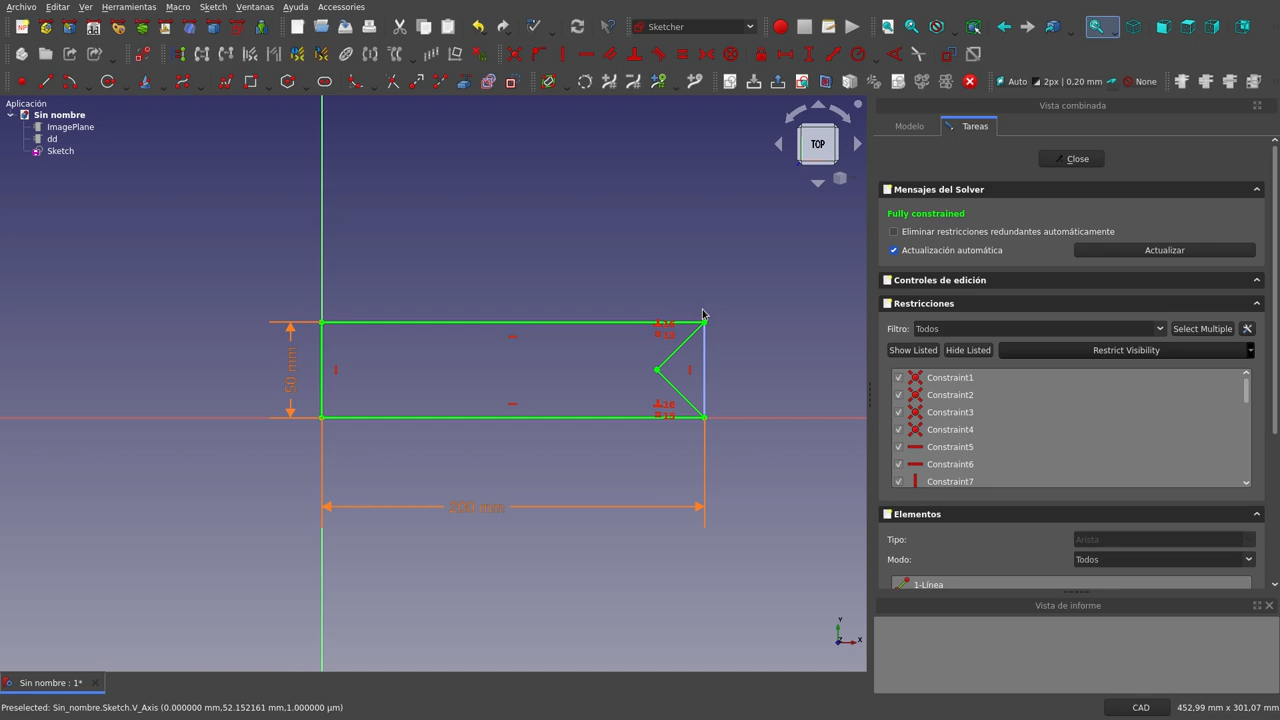 Archivo Editar Ver Herramientas Macro Sketch Ventanas Ayuda Accessories
Sketcher
Auto 2px | 0.20 mm None
Aplicación
Sin nombre
ImagePlane
dd
Sketch
TOP
50 mm
Y
X
Sin nombre : 1*
Vista combinada
Modelo Tareas
Close
Mensajes del Solver
Fully constrained
Eliminar restricciones redundantes automáticamente
Actualización automática Actualizar
Controles de edición
Restricciones
Filtro: Todos Select Multiple
Show Listed Hide Listed Restrict Visibility
Constraint1
Constraint2
Constraint3
Constraint4
Constraint5
Constraint6
Constraint7
Elementos
Tipo: Arista
Modo: Todos
1-Línea
Vista de informe
Preselected: Sin_nombre.Sketch.V_Axis (0.000000 mm,52.152161 mm,1.000000 μm) CAD 452,99 mm x 301,07 mm